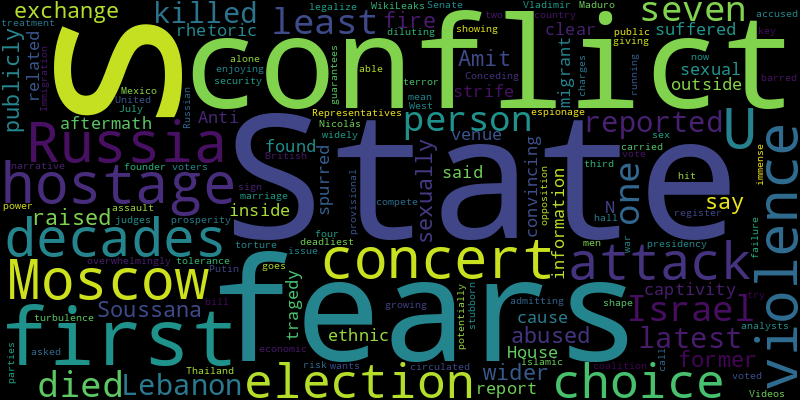 treatment
exchange
killed
legalize
WikiLeaks
Senate
Vladimir
Maduro
seven
accused
rhetoric
least
fire
two
country
key
diluting
showing
public
giving
suffered
publicly
related
immigration
S
conflict
alone
enjoying
security
guarantees
able
terror
Amit
Conceding
clear
migrant
sexual
now
barred
outside
mean
West
strife
charges
running
Mexico
United
July
Russian
Representatives
espionage
aftermath
Anti
Nicolás
widely
person
reported
U
Russia
found
British
venue
sex
carried
third
vote
violence
narrative
founder
voters
marriage
spurred
provisional
State
sexually
said
convincing
opposition
hit
immense
hostage
sign
compete
information
one
say
power
assault
raised
judges
prosperity
inside
N
hall
register
decades
four
deadliest
men
war
presidency
failure
overwhelmingly
tolerance
torture
issue
concert
attack
Moscow
Putin
goes
tragedy
potentially
stubborn
captivity
try
bill
Soussana
economic
fears
growing
admitting
shape
Israel
first
turbulence
ethnic
cause
abused
analysts
latest
House
Islamic
former
parties
asked
Thailand
risk
wants
circulated
wider
coalition
call
died
Lebanon
election
report
choice
voted
Videos